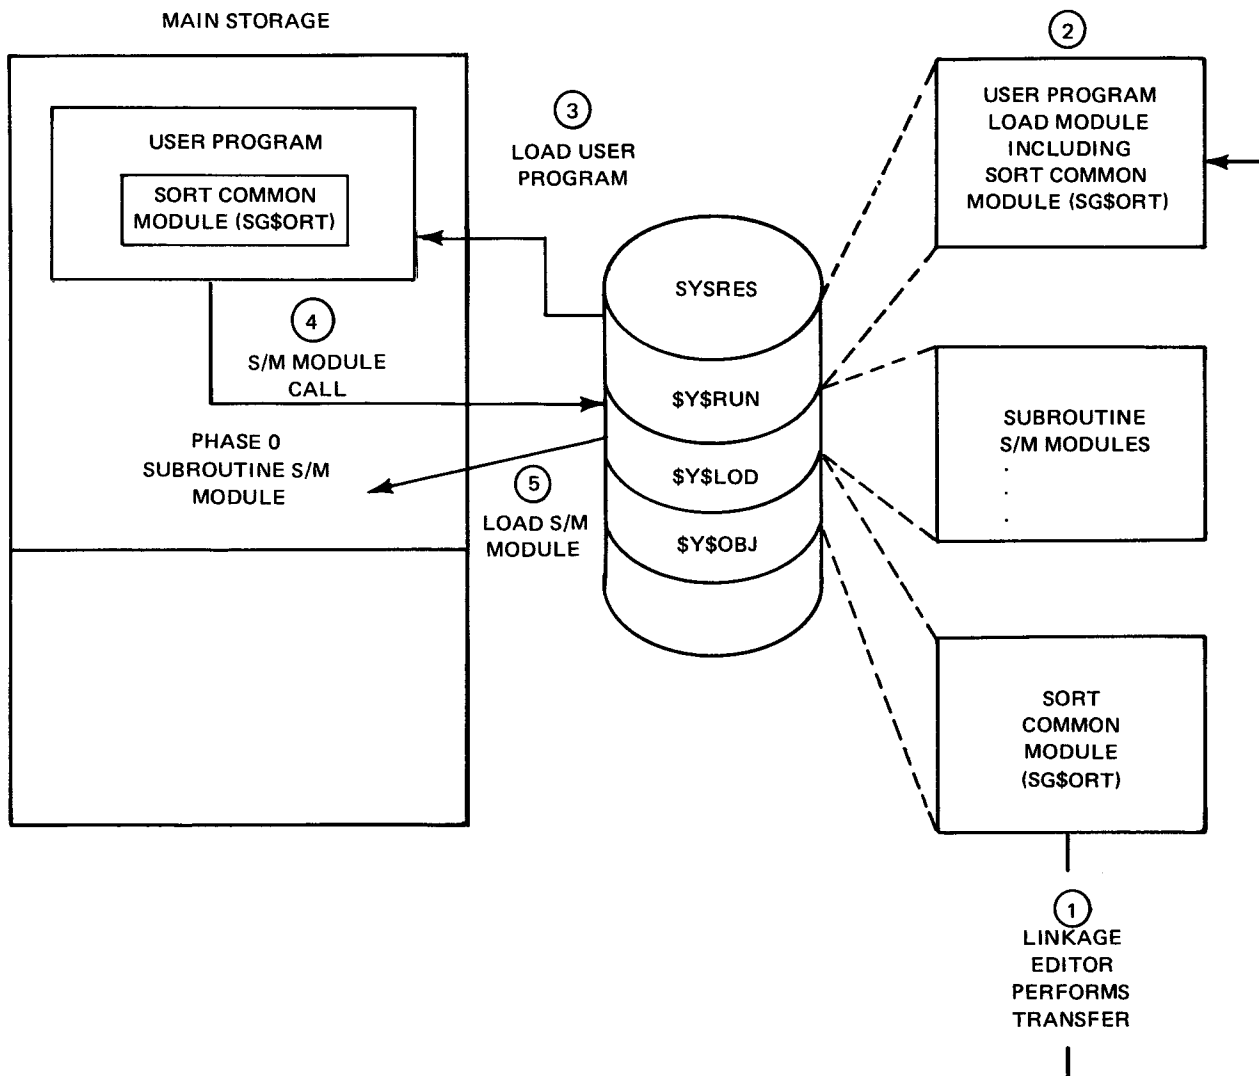 MAIN STORAGE
USER PROGRAM
SORT COMMON
MODULE (SG$ORT)
3
LOAD USER
PROGRAM
2
USER PROGRAM
LOAD MODULE
INCLUDING
SORT COMMON
MODULE (SG$ORT)
SYSRES
4
S/M MODULE
CALL
$Y$RUN
PHASE 0
SUBROUTINE S/M
MODULE
SUBROUTINE
S/M MODULES
.
.
.
5
LOAD S/M
MODULE
$Y$LOD
$Y$OBJ
SORT
COMMON
MODULE
(SG$ORT)
1
LINKAGE
EDITOR
PERFORMS
TRANSFER